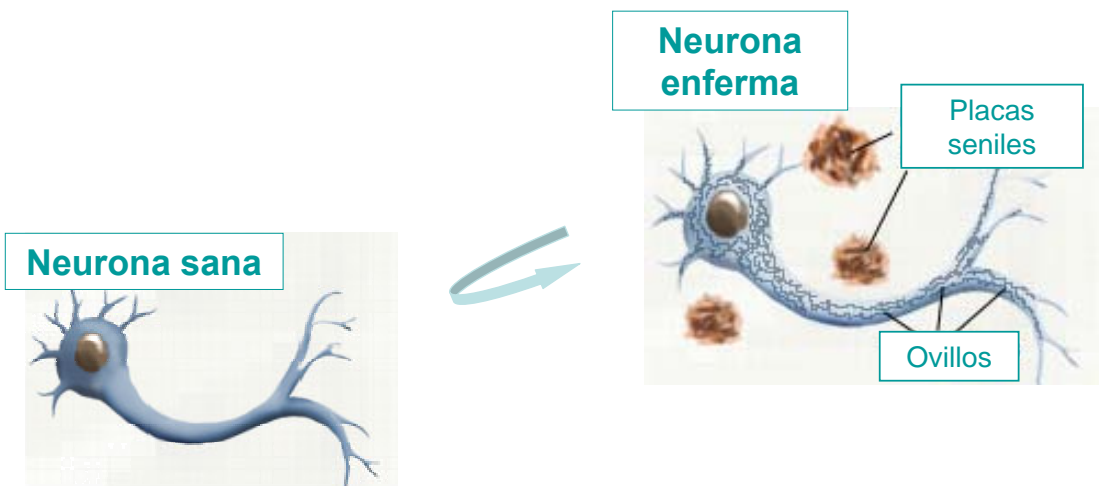 Neurona
enferma
Placas
seniles
Neurona sana
Ovillos